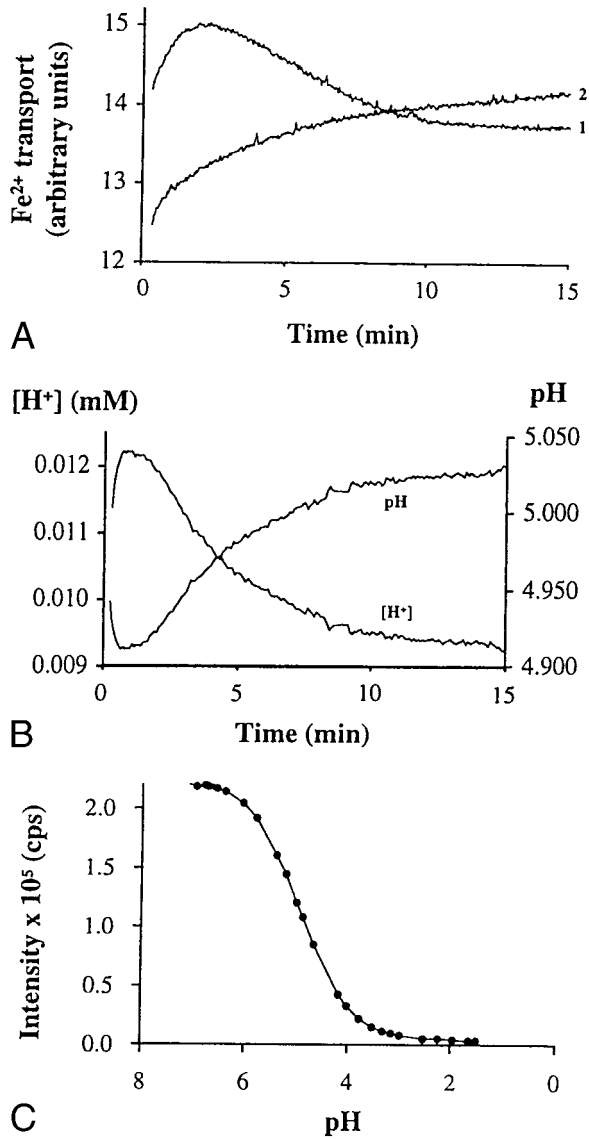 15
14
13
12
Fe²⁺ transport
(arbitrary units)
2
1
0
5
10
15
Time (min)
A
[H⁺] (mM)
pH
0.012
0.011
0.010
0.009
5.050
5.000
4.950
4.900
pH
[H⁺]
0
5
10
15
Time (min)
B
Intensity x 10⁵ (cps)
2.0
1.5
1.0
0.5
0.0
8
6
4
2
0
pH
C